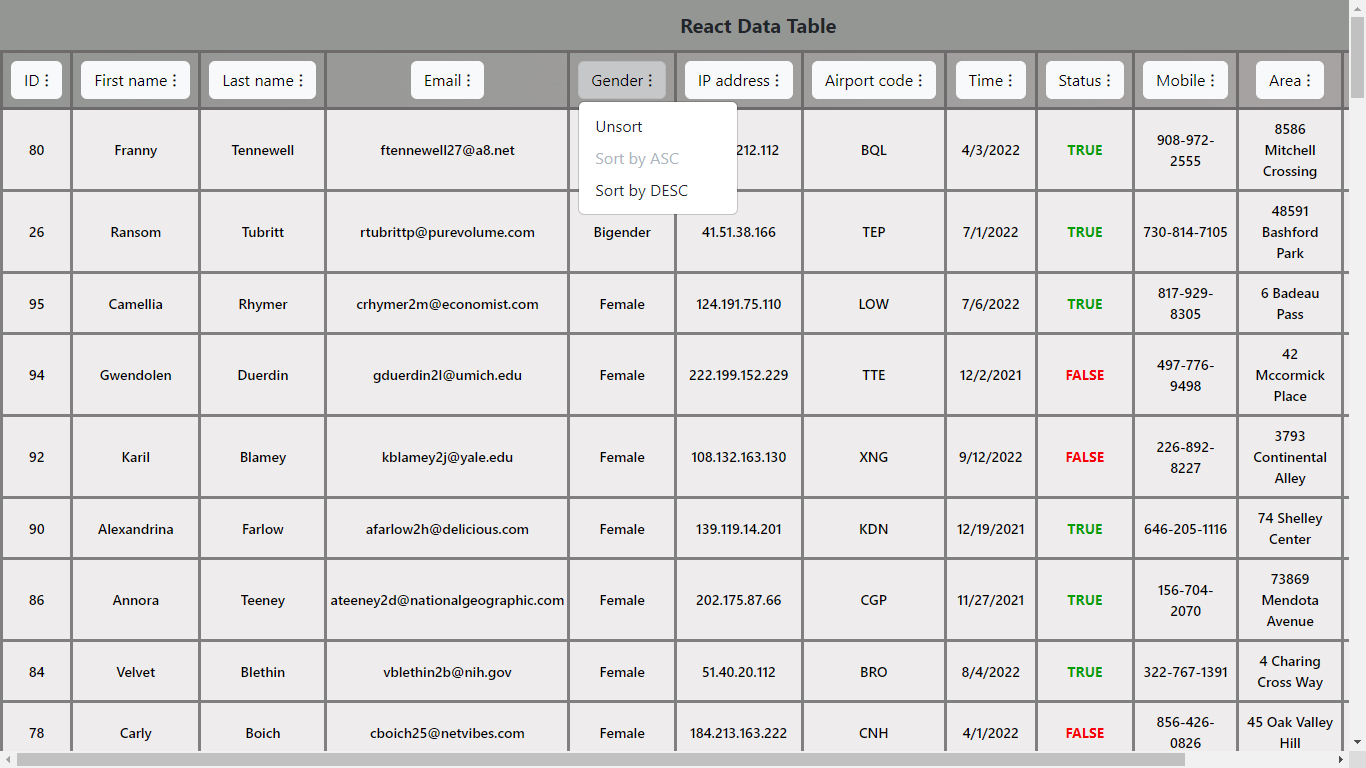 React Data Table
ID First name Last name Email Gender IP address Airport code Time Status Mobile Area
Unsort
Sort by ASC
Sort by DESC
80 Franny Tennewell ftennewell27@a8.net 212.112 BQL 4/3/2022 TRUE 908-972-
2555 8586
Mitchell
Crossing
26 Ransom Tubritt rtubrittp@purevolume.com Bigender 41.51.38.166 TEP 7/1/2022 TRUE 730-814-7105 48591
Bashford
Park
95 Camellia Rhymer crhymer2m@economist.com Female 124.191.75.110 LOW 7/6/2022 TRUE 817-929-
8305 6 Badeau
Pass
94 Gwendolen Duerdin gduerdin2l@umich.edu Female 222.199.152.229 TTE 12/2/2021 FALSE 497-776-
9498 42
Mccormick
Place
92 Karil Blamey kblamey2j@yale.edu Female 108.132.163.130 XNG 9/12/2022 FALSE 226-892-
8227 3793
Continental
Alley
90 Alexandrina Farlow afarlow2h@delicious.com Female 139.119.14.201 KDN 12/19/2021 TRUE 646-205-1116 74 Shelley
Center
86 Annora Teeney ateeney2d@nationalgeographic.com Female 202.175.87.66 CGP 11/27/2021 TRUE 156-704-
2070 73869
Mendota
Avenue
84 Velvet Blethin vblethin2b@nih.gov Female 51.40.20.112 BRO 8/4/2022 TRUE 322-767-1391 4 Charing
Cross Way
78 Carly Boich cboich25@netvibes.com Female 184.213.163.222 CNH 4/1/2022 FALSE 856-426-
0826 45 Oak Valley
Hill